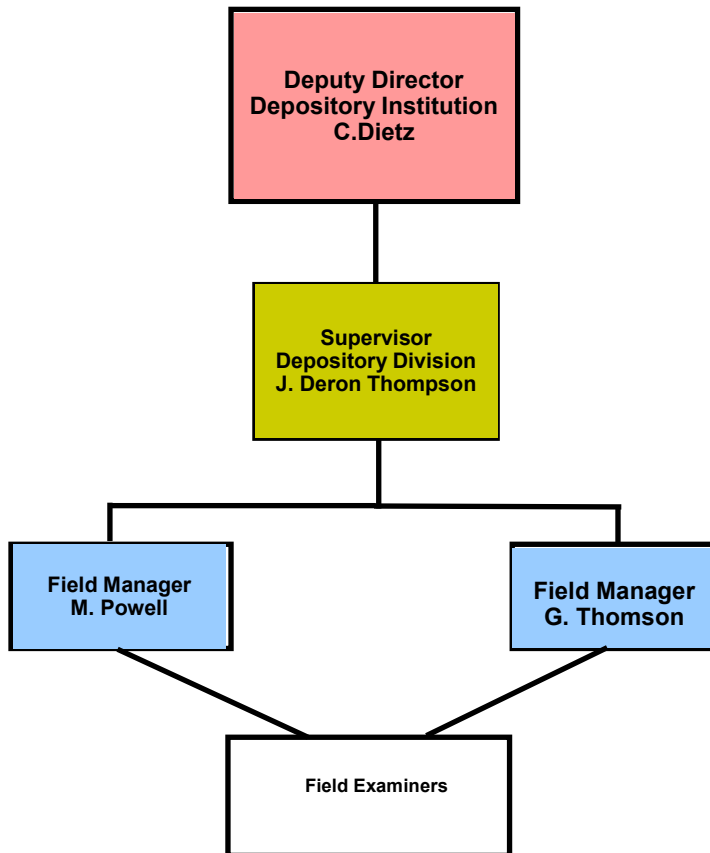 Deputy Director
Depository Institution
C.Dietz
Supervisor
Depository Division
J. Deron Thompson
Field Manager
M. Powell
Field Manager
G. Thomson
Field Examiners